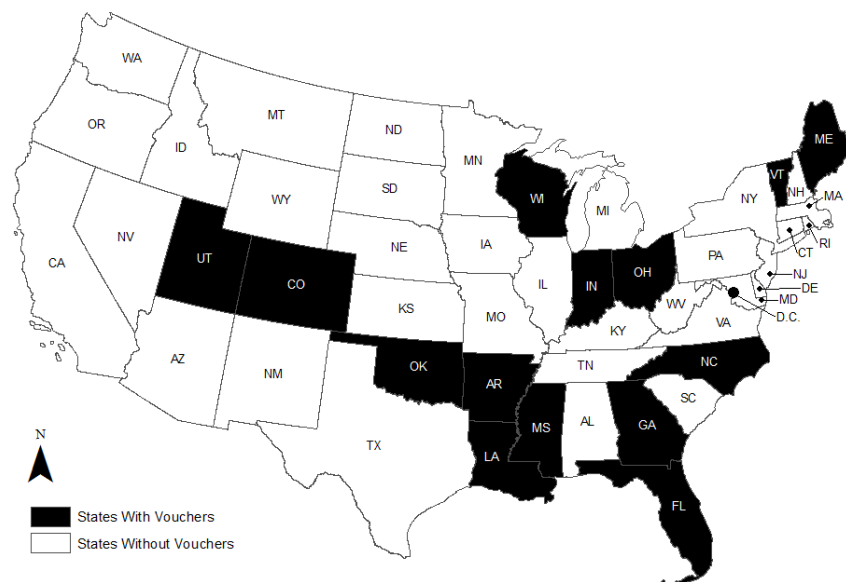 WA
MT
ND
ME
OR
MN
VT
ID
NH
MA
SD
WI
NY
WY
MI
RI
CT
NV
NE
IA
PA
UT
OH
NJ
CA
CO
IL
IN
DE
MD
WV
KS
MO
VA
D.C.
KY
AZ
OK
TN
NC
NM
AR
SC
MS
AL
GA
N
TX
LA
FL
States With Vouchers
States Without Vouchers